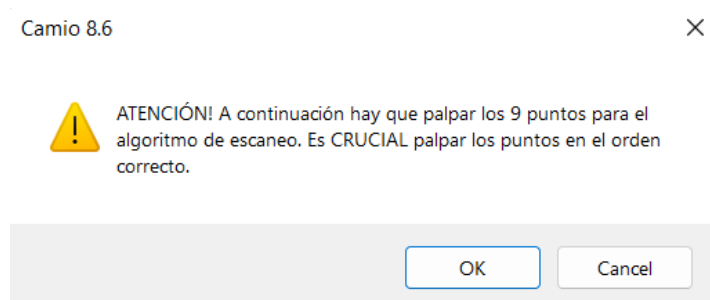 Camio 8.6
ATENCIÓN! A continuación hay que palpar los 9 puntos para el
algoritmo de escaneo. Es CRUCIAL palpar los puntos en el orden
correcto.
OK
Cancel